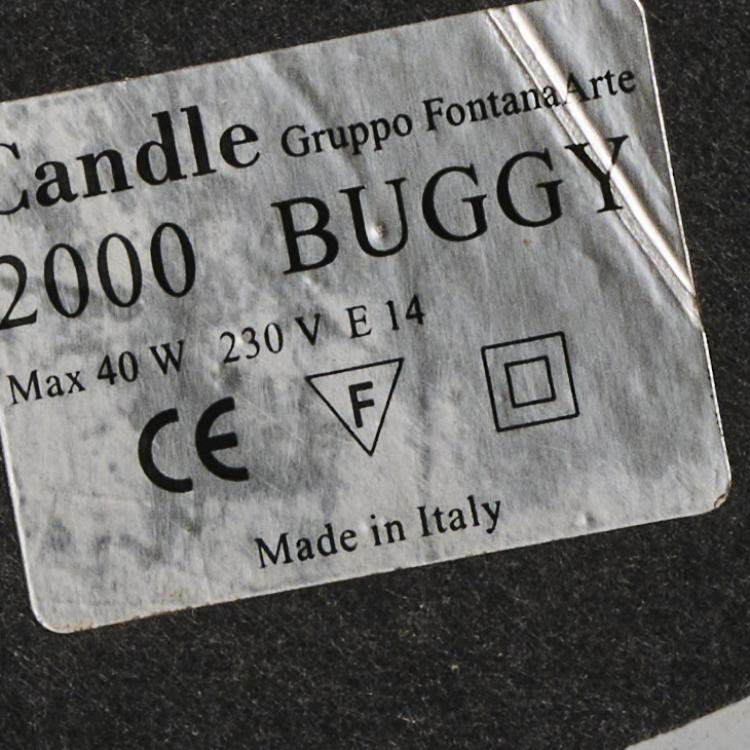 Candle Gruppo FontanaArte
2000 BUGGY
Max 40 W 230 V E 14
CE F
Made in Italy